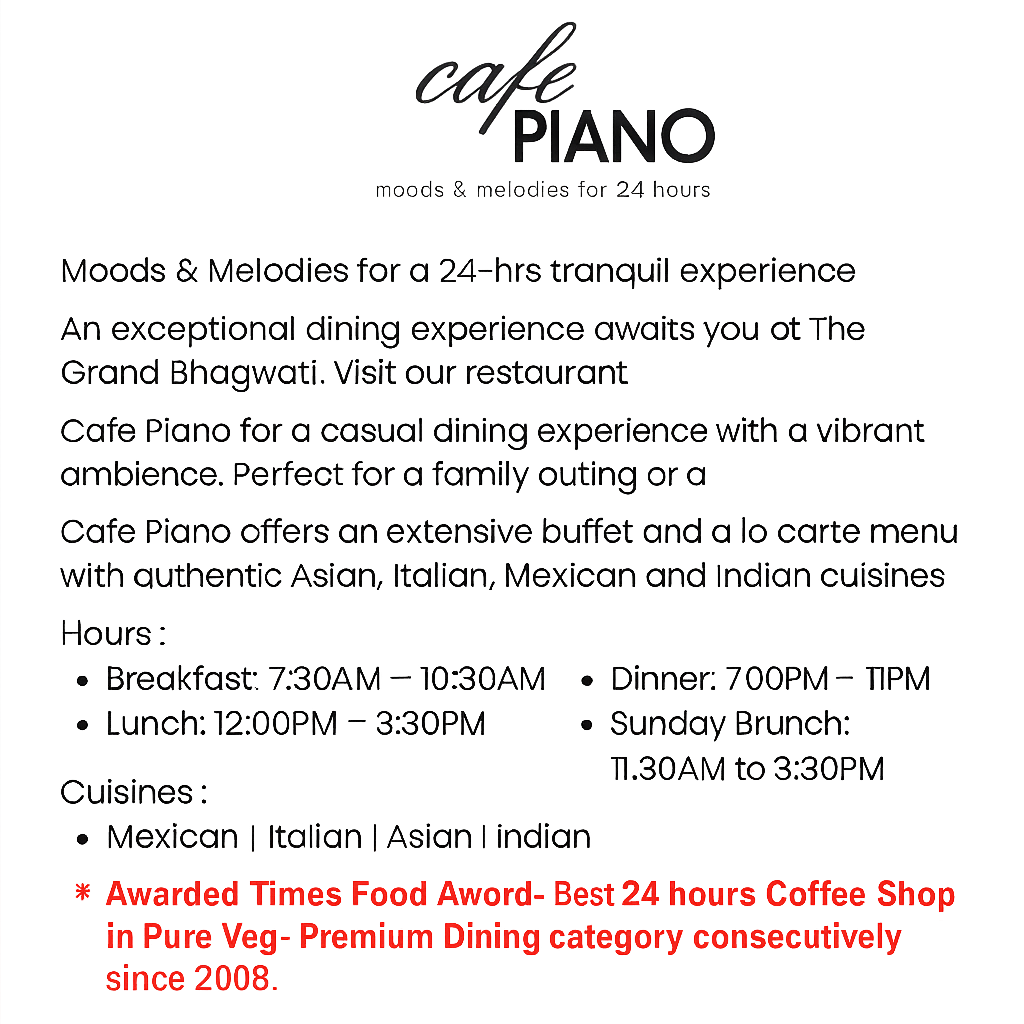 cafe
PIANO
moods & melodies for 24 hours
Moods & Melodies for a 24-hrs tranquil experience
An exceptional dining experience awaits you ot The
Grand Bhagwati. Visit our restaurant
Cafe Piano for a casual dining experience with a vibrant
ambience. Perfect for a family outing or a
Cafe Piano offers an extensive buffet and a lo carte menu
with authentic Asian, Italian, Mexican and Indian cuisines
Hours :
• Breakfast: 7:30AM – 10:30AM
• Lunch: 12:00PM – 3:30PM
• Dinner: 700PM – 11PM
• Sunday Brunch:
11.30AM to 3:30PM
Cuisines :
• Mexican | Italian | Asian | indian
* Awarded Times Food Aword- Best 24 hours Coffee Shop
in Pure Veg- Premium Dining category consecutively
since 2008.